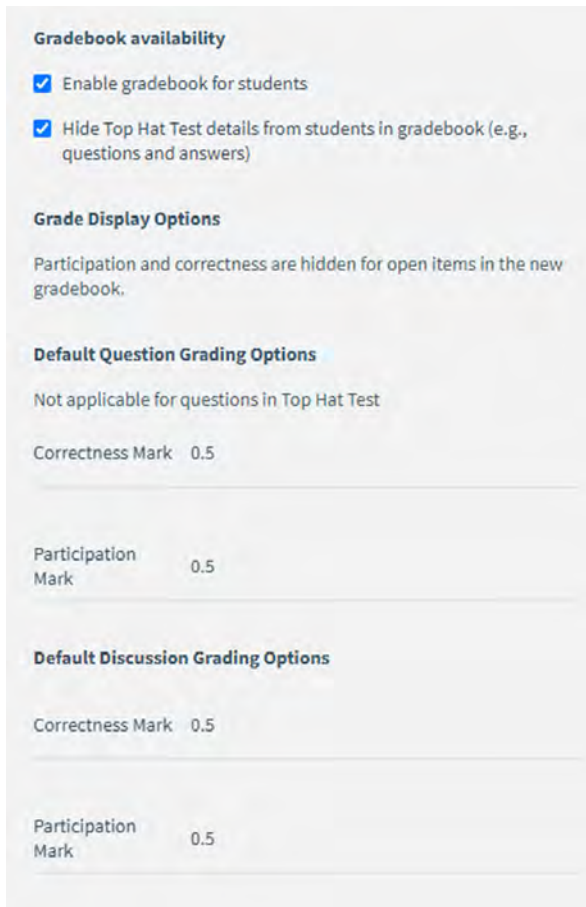 Gradebook availability
Enable gradebook for students
Hide Top Hat Test details from students in gradebook (e.g.,
questions and answers)
Grade Display Options
Participation and correctness are hidden for open items in the new
gradebook.
Default Question Grading Options
Not applicable for questions in Top Hat Test
Correctness Mark 0.5
Participation
Mark 0.5
Default Discussion Grading Options
Correctness Mark 0.5
Participation
Mark 0.5